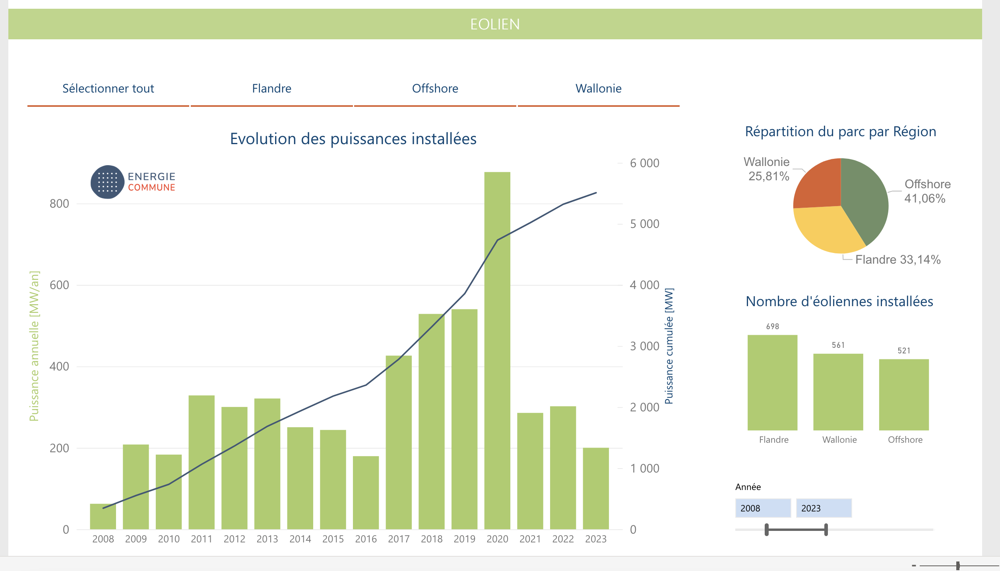 EOLIEN
Sélectionner tout
Flandre
Offshore
Wallonie
Evolution des puissances installées
ENERGIE
COMMUNE
Puissance annuelle [MW/an]
800
600
400
200
0
6 000
5 000
4 000
3 000
2 000
1 000
0
Puissance cumulée [MW]
2008
2009
2010
2011
2012
2013
2014
2015
2016
2017
2018
2019
2020
2021
2022
2023
Répartition du parc par Région
Wallonie
25,81%
Offshore
41,06%
Flandre 33,14%
Nombre d'éoliennes installées
698
561
521
Flandre
Wallonie
Offshore
Année
2008
2023
-